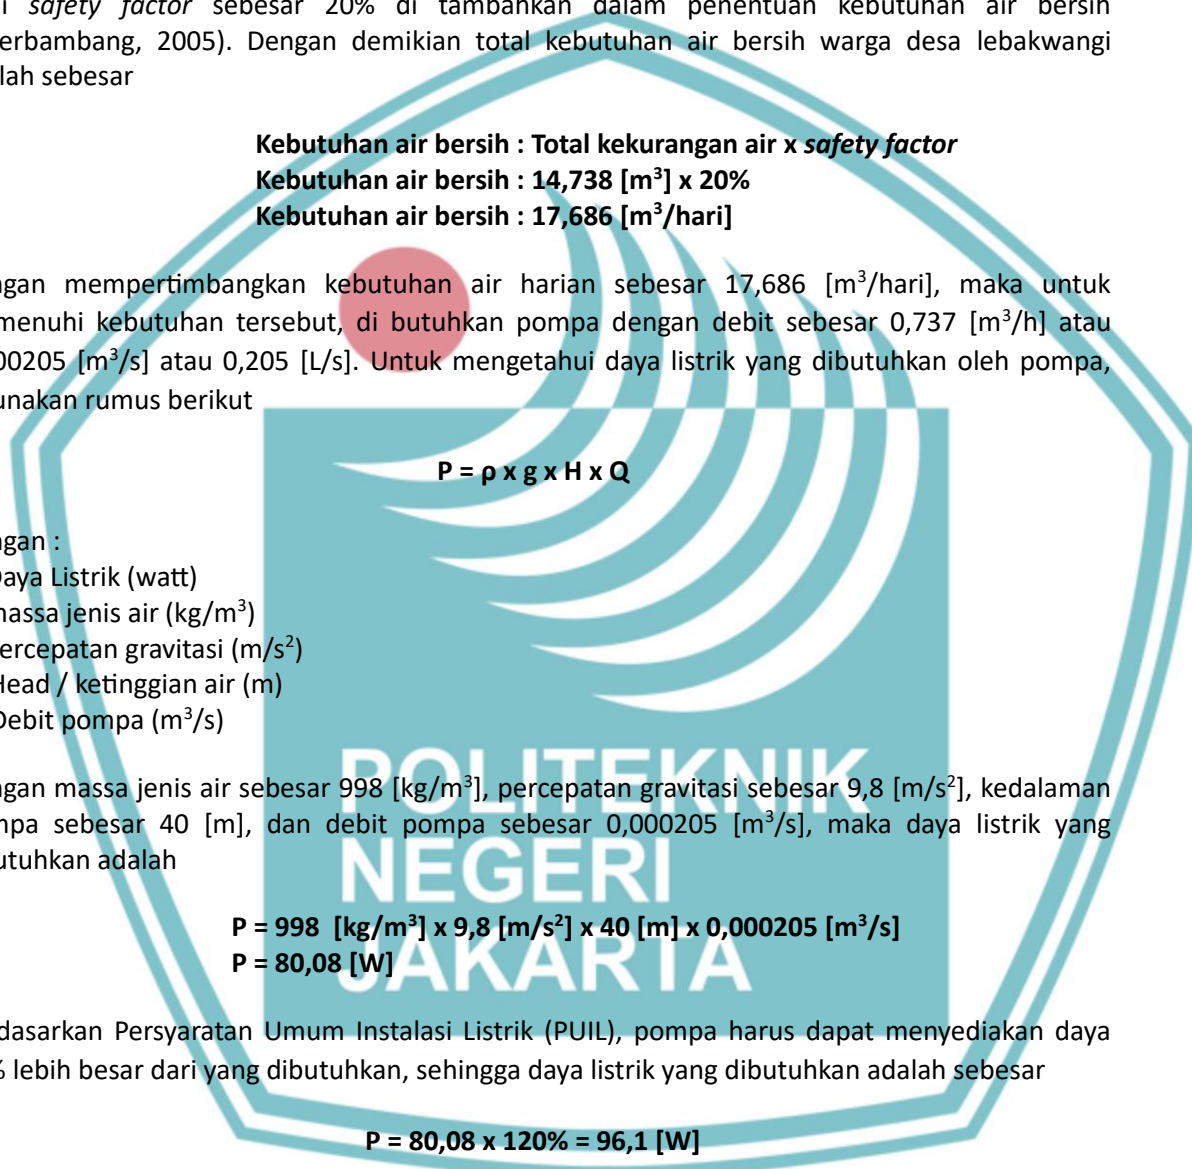 i safety factor sebesar 20% di tambahkan dalam penentuan kebutuhan air bersih
erbambang, 2005). Dengan demikian total kebutuhan air bersih warga desa lebakwangi
lah sebesar
Kebutuhan air bersih : Total kekurangan air x safety factor
Kebutuhan air bersih : 14,738 [m³] x 20%
Kebutuhan air bersih : 17,686 [m³/hari]
ngan mempertimbangkan kebutuhan air harian sebesar 17,686 [m³/hari], maka untuk
menuhi kebutuhan tersebut, di butuhkan pompa dengan debit sebesar 0,737 [m³/h] atau
00205 [m³/s] atau 0,205 [L/s]. Untuk mengetahui daya listrik yang dibutuhkan oleh pompa,
unakan rumus berikut
P = ρ x g x H x Q
ngan :
Daya Listrik (watt)
massa jenis air (kg/m³)
ercepatan gravitasi (m/s²)
Head / ketinggian air (m)
Debit pompa (m³/s)
ngan massa jenis air sebesar 998 [kg/m³], percepatan gravitasi sebesar 9,8 [m/s²], kedalaman
mpa sebesar 40 [m], dan debit pompa sebesar 0,000205 [m³/s], maka daya listrik yang
utuhkan adalah
P = 998 [kg/m³] x 9,8 [m/s²] x 40 [m] x 0,000205 [m³/s]
P = 80,08 [W]
dasarkan Persyaratan Umum Instalasi Listrik (PUIL), pompa harus dapat menyediakan daya
% lebih besar dari yang dibutuhkan, sehingga daya listrik yang dibutuhkan adalah sebesar
P = 80,08 x 120% = 96,1 [W]
POLITEKNIK
NEGERI
JAKARTA